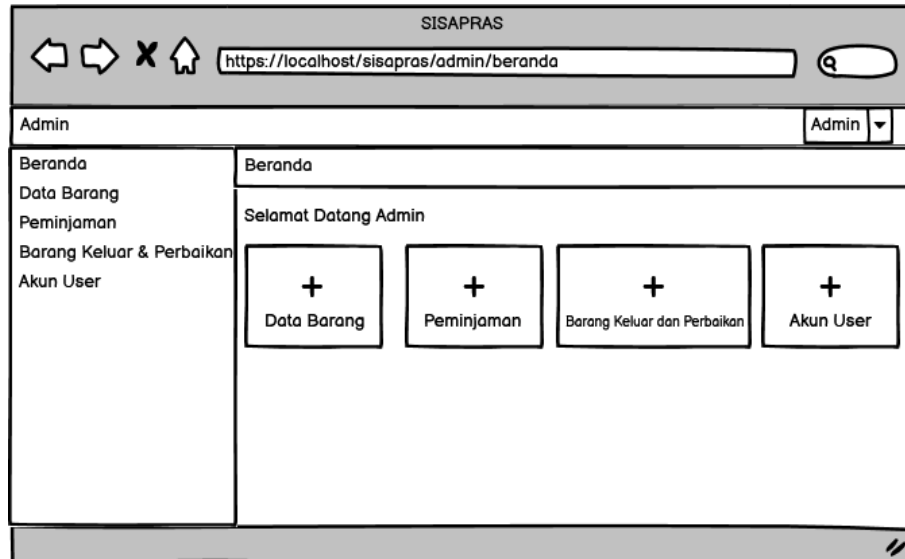 SISAPRAS
https://localhost/sisapras/admin/beranda
Admin
Admin
Beranda
Data Barang
Peminjaman
Barang Keluar & Perbaikan
Akun User
Beranda
Selamat Datang Admin
+
Data Barang
+
Peminjaman
+
Barang Keluar dan Perbaikan
+
Akun User